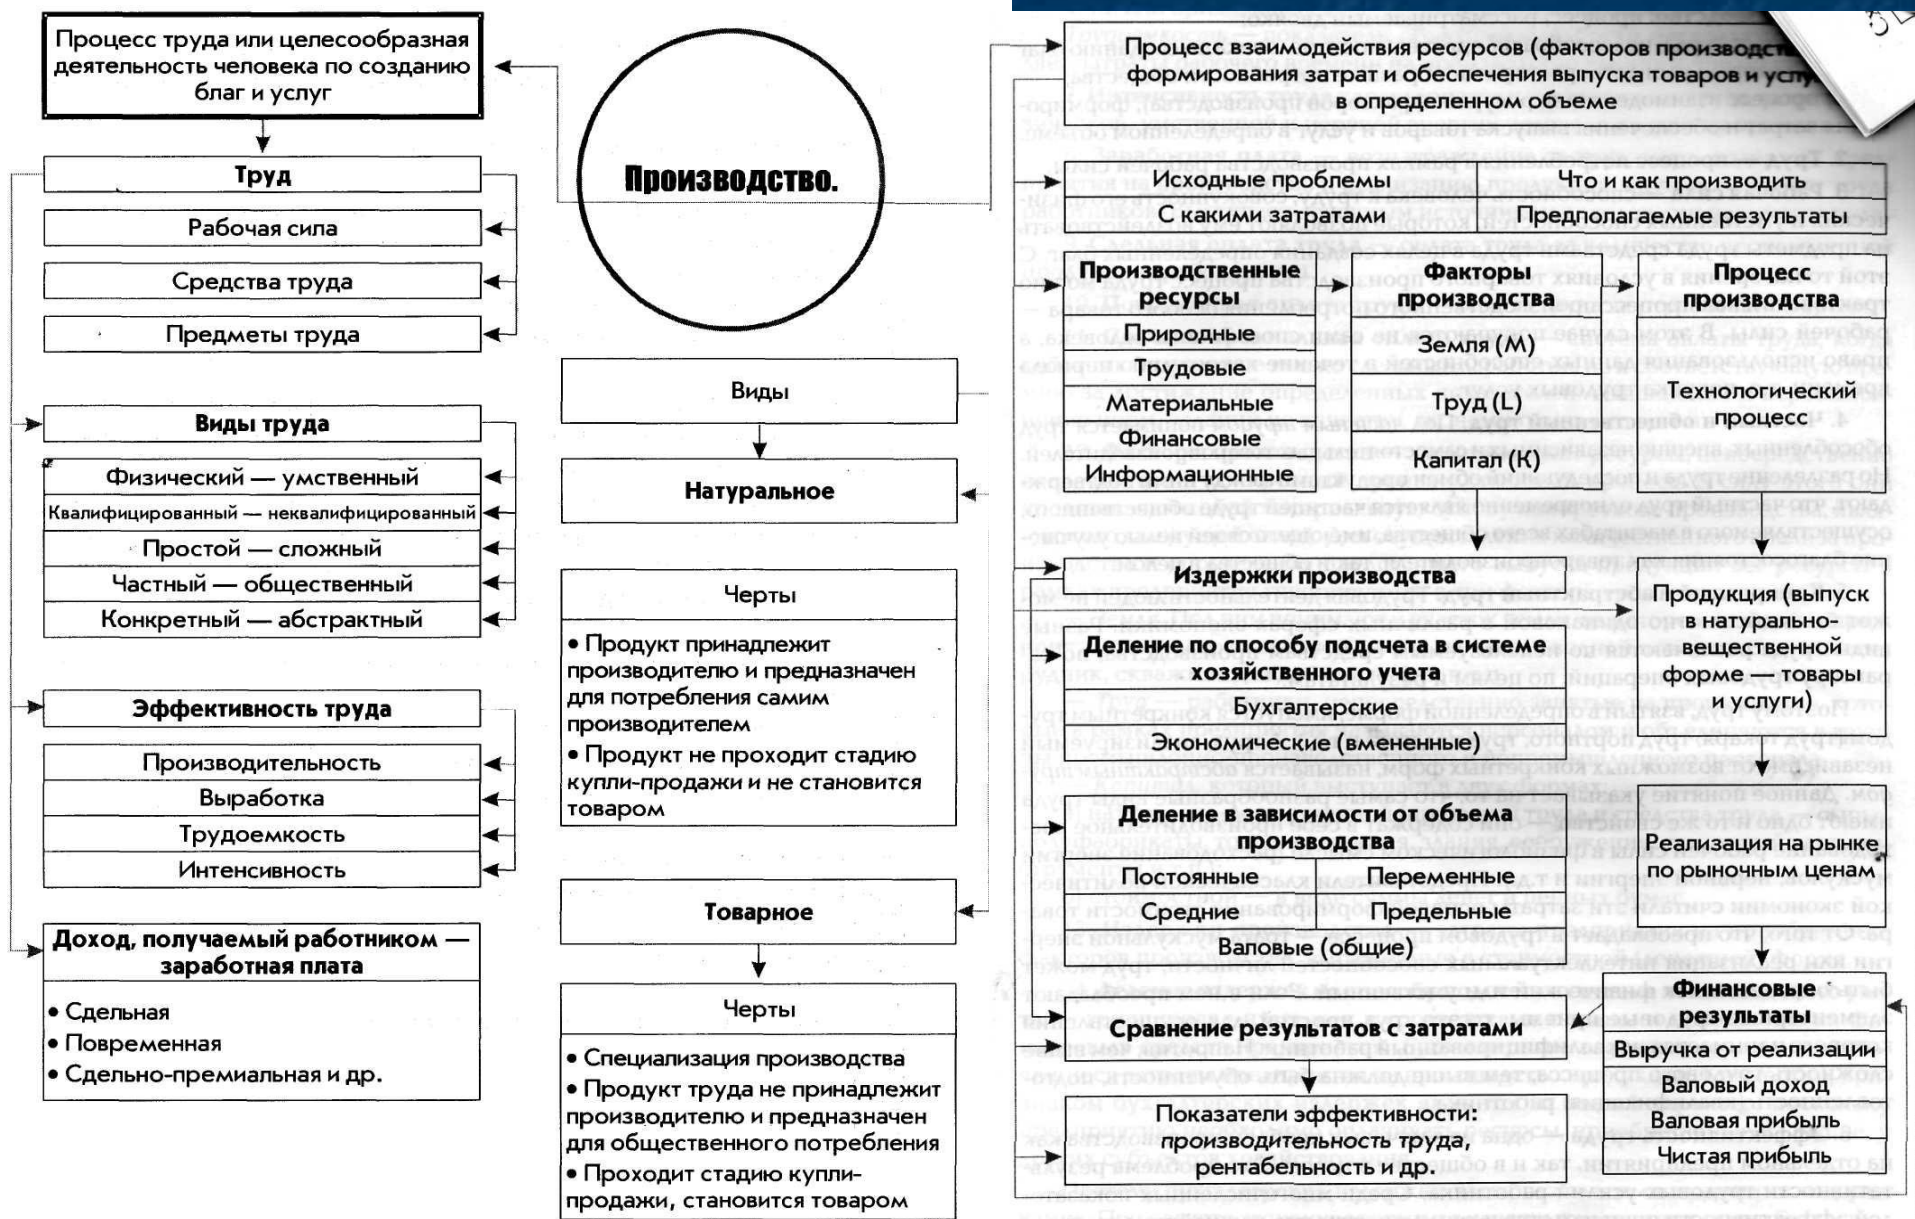 Процесс труда или целесообразная
деятельность человека по созданию
благ и услуг
Труд
Рабочая сила
Средства труда
Предметы труда
Виды труда
Физический — умственный
Квалифицированный — неквалифицированный
Простой — сложный
Частный — общественный
Конкретный — абстрактный
Эффективность труда
Производительность
Выработка
Трудоемкость
Интенсивность
Доход, получаемый работником —
заработная плата
• Сдельная
• Повременная
• Сдельно-премиальная и др.
Производство.
Виды
Натуральное
Черты
• Продукт принадлежит
производителю и предназначен
для потребления самим
производителем
• Продукт не проходит стадию
купли-продажи и не становится
товаром
Товарное
Черты
• Специализация производства
• Продукт труда не принадлежит
производителю и предназначен
для общественного потребления
• Проходит стадию купли-
продажи, становится товаром
Процесс взаимодействия ресурсов (факторов
формирования затрат и обеспечения выпуска товаров и
в определенном объеме
Исходные проблемы
Что и как производить
С какими затратами
Предполагаемые результаты
Производственные
ресурсы
Природные
Трудовые
Материальные
Финансовые
Информационные
Факторы
производства
Земля (М)
Труд (L)
Капитал (К)
Процесс
производства
Технологический
процесс
Издержки производства
Деление по способу подсчета в системе
хозяйственного учета
Бухгалтерские
Экономические (вмененные)
Деление в зависимости от объема
производства
Постоянные
Переменные
Средние
Предельные
Валовые (общие)
Сравнение результатов с затратами
Показатели эффективности:
производительность труда,
рентабельность и др.
Продукция (выпуск
в натурально-
вещественной
форме — товары
и услуги)
Реализация на рынке
по рыночным ценам
Финансовые
результаты
Выручка от реализации
Валовый доход
Валовая прибыль
Чистая прибыль